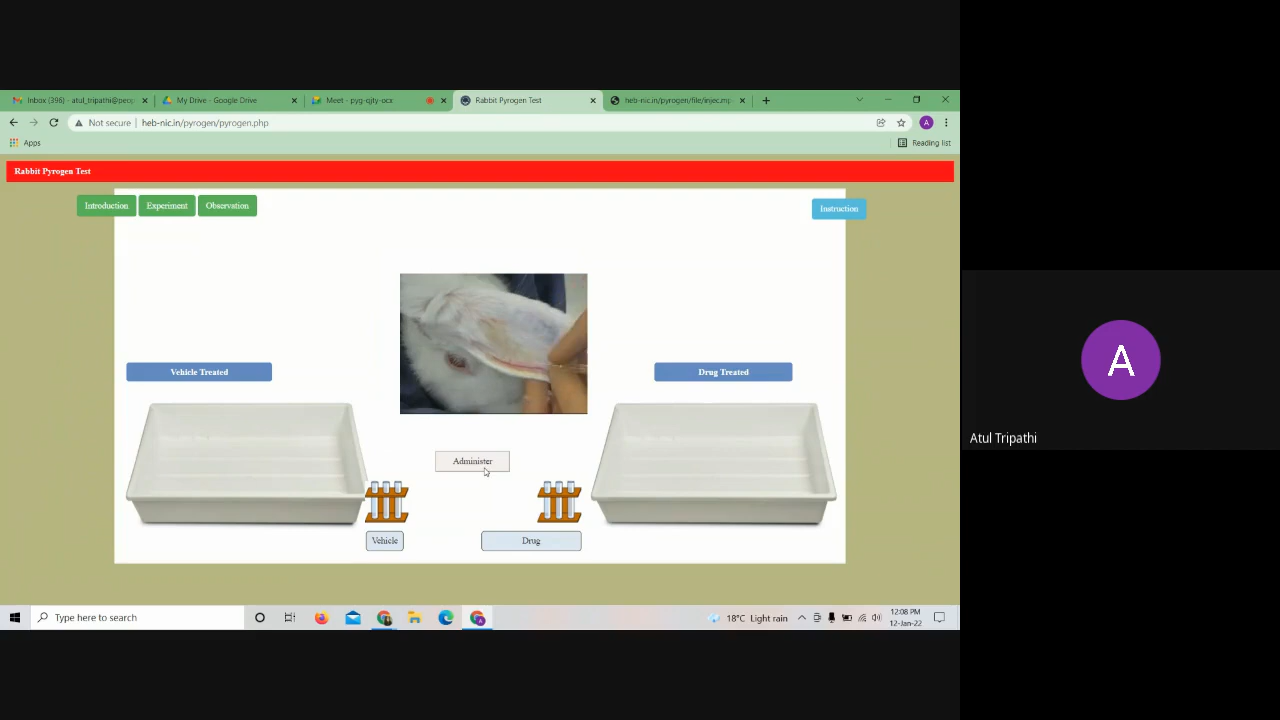 Inbox (396) - atul_tripathi@peop
My Drive - Google Drive
Meet - pyg-qjty-ocx
Rabbit Pyrogen Test
heb-nic.in/pyrogen/file/injec.mp
Not secure
heb-nic.in/pyrogen/pyrogen.php
A
Apps
Reading list
Rabbit Pyrogen Test
Introduction
Experiment
Observation
Instruction
Vehicle Treated
Drug Treated
Administer
Vehicle
Drug
A
Atul Tripathi
Type here to search
18°C Light rain
12:08 PM
12-Jan-22